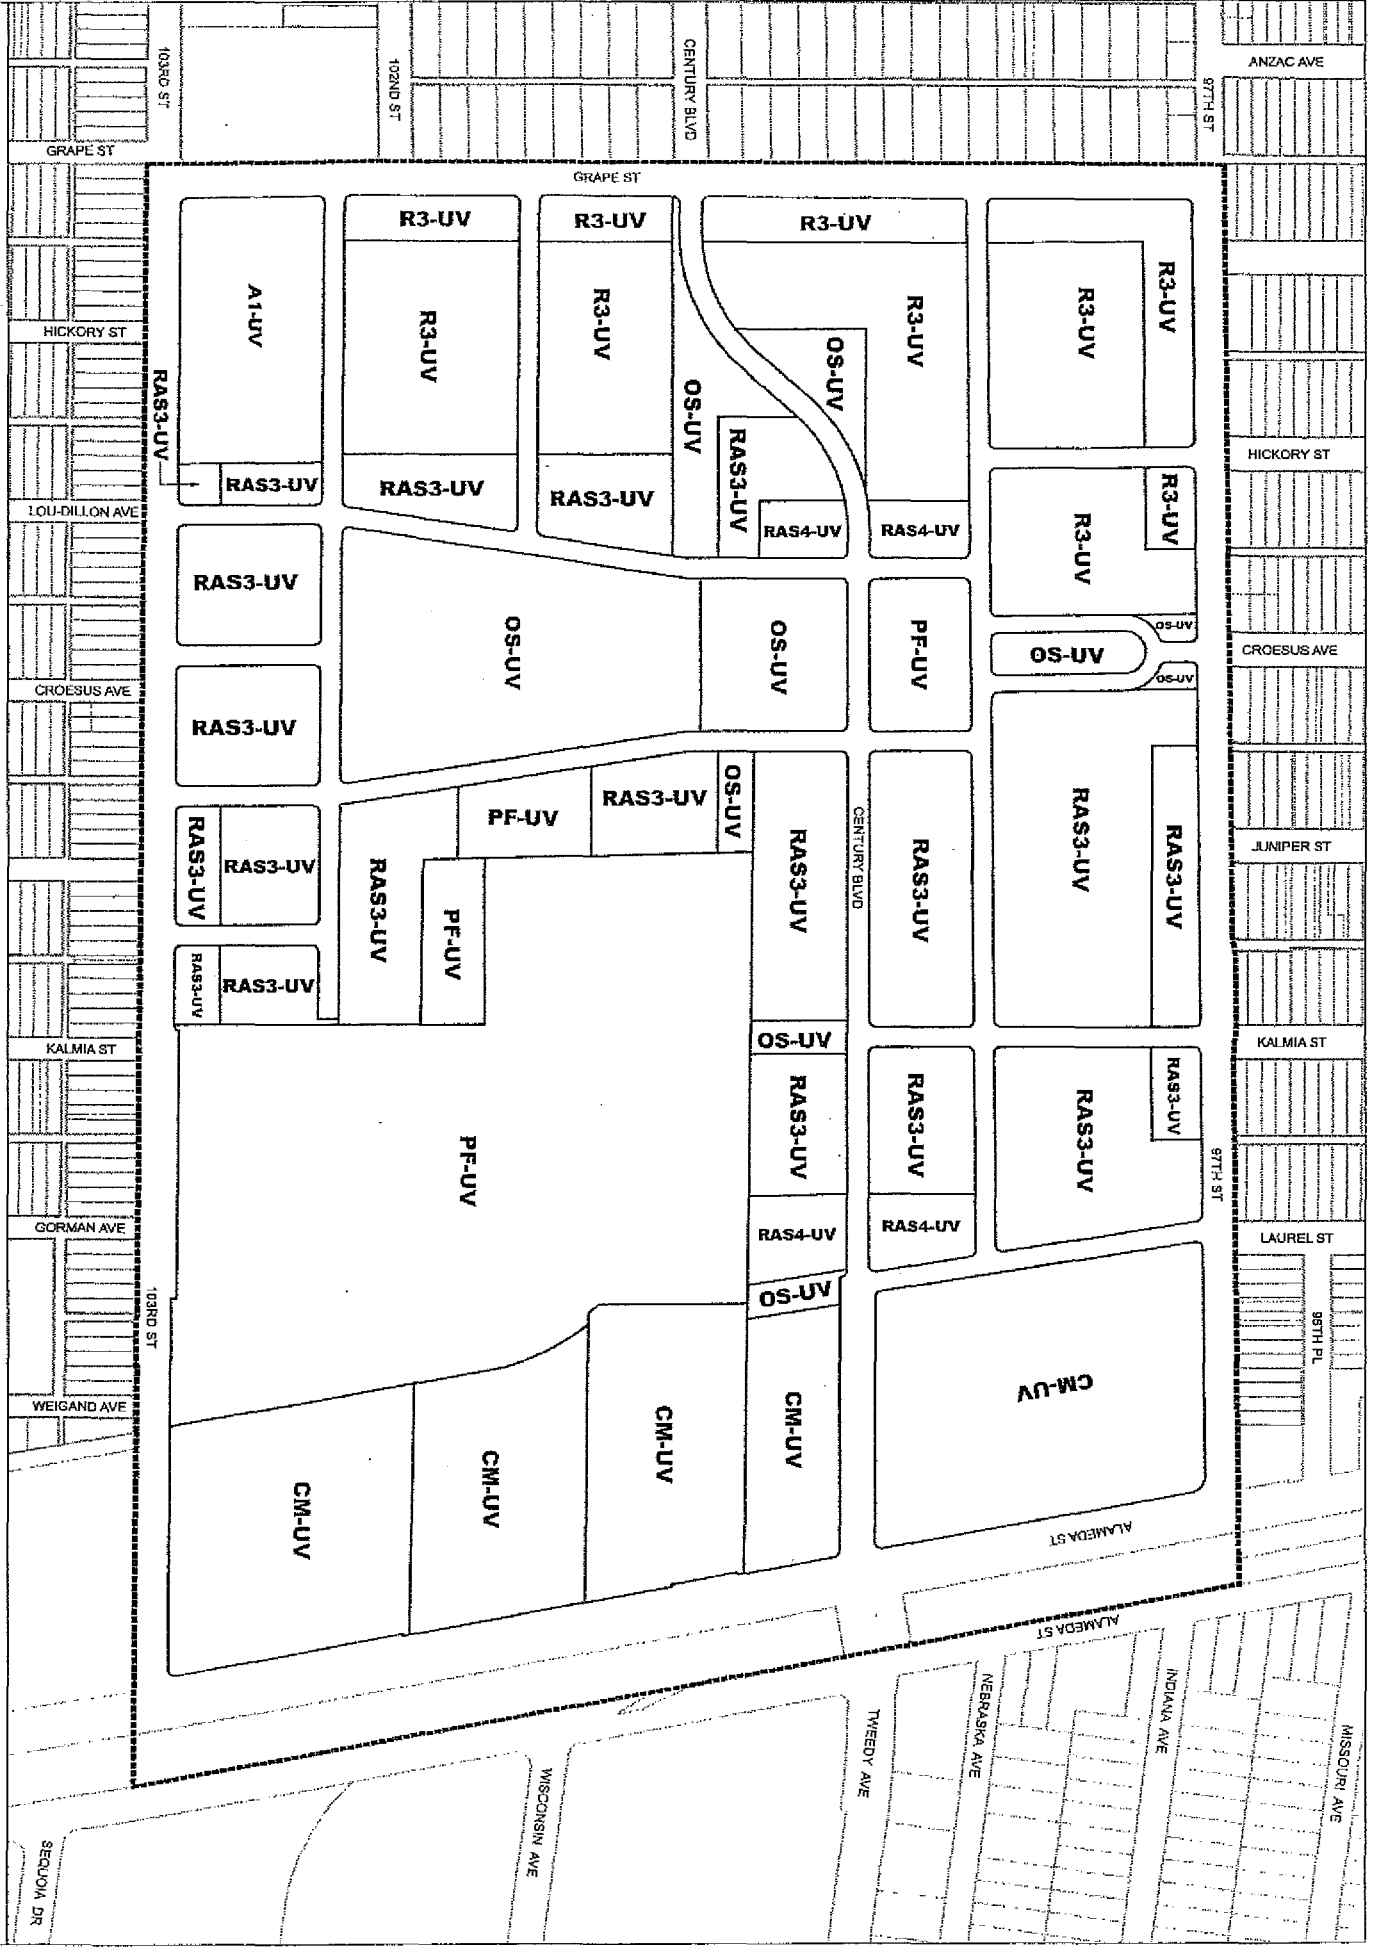 ANZAC AVE
103RD ST
102ND ST
CENTURY BLVD
97TH ST
GRAPE ST
GRAPE ST
R3-UV
R3-UV
R3-UV
R3-UV
A1-UV
R3-UV
R3-UV
R3-UV
R3-UV
HICKORY ST
OS-UV
RAS3-UV
OS-UV
HICKORY ST
RAS3-UV
RAS3-UV
RAS3-UV
RAS3-UV
R3-UV
LOU-DILLON AVE
RAS4-UV
RAS4-UV
R3-UV
RAS3-UV
OS-UV
OS-UV
OS-UV
PF-UV
OS-UV
CROESUS AVE
OS-UV
CROESUS AVE
RAS3-UV
OS-UV
RAS3-UV
PF-UV
JUNIPER ST
RAS3-UV
RAS3-UV
RAS3-UV
PF-UV
RAS3-UV
CENTURY BLVD
RAS3-UV
RAS3-UV
RAS3-UV
RAS3-UV
RAS3-UV
KALMIA ST
OS-UV
KALMIA ST
PF-UV
RAS3-UV
RAS3-UV
RAS3-UV
RAS3-UV
97TH ST
GORMAN AVE
RAS4-UV
RAS4-UV
LAUREL ST
103RD ST
OS-UV
96TH PL
WEIGAND AVE
CM-UV
CM-UV
CM-UV
CM-UV
CM-UV
ALAMEDA ST
ALAMEDA ST
NEBRASKA AVE
INDIANA AVE
MISSOURI AVE
TWEEDY AVE
WISCONSIN AVE
SEQUOIA DR